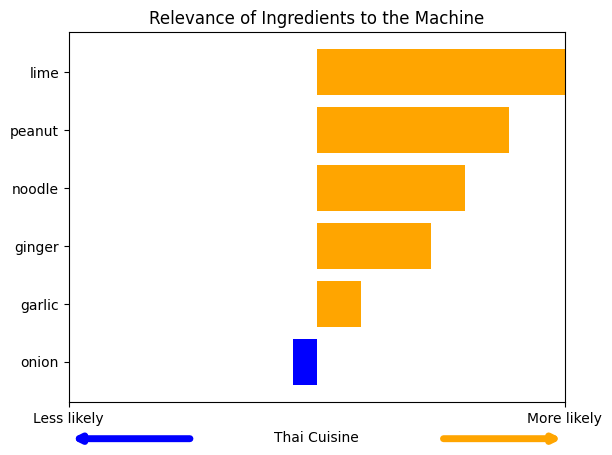 Relevance of Ingredients to the Machine
lime
peanut
noodle
ginger
garlic
onion
Less likely
More likely
Thai Cuisine